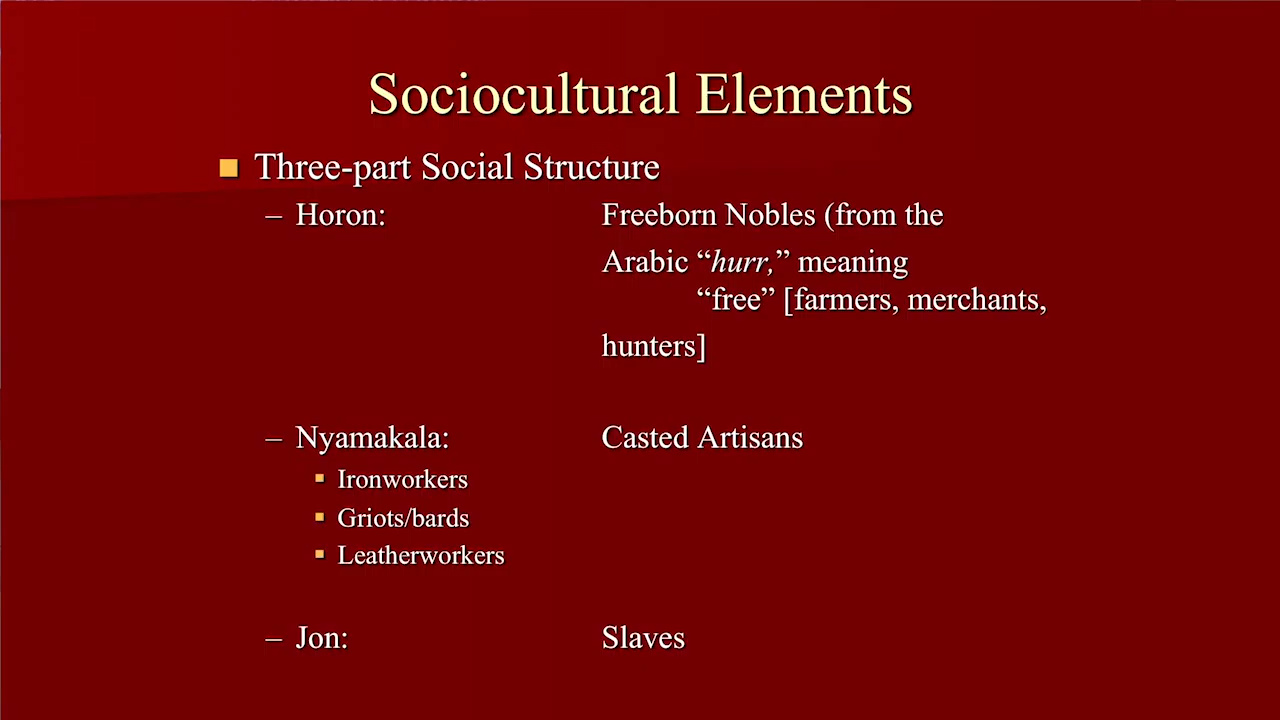 Sociocultural Elements
Three-part Social Structure
– Horon: Freeborn Nobles (from the
Arabic “hurr,” meaning
“free” [farmers, merchants,
hunters]
– Nyamakala: Casted Artisans
Ironworkers
Griots/bards
Leatherworkers
– Jon: Slaves